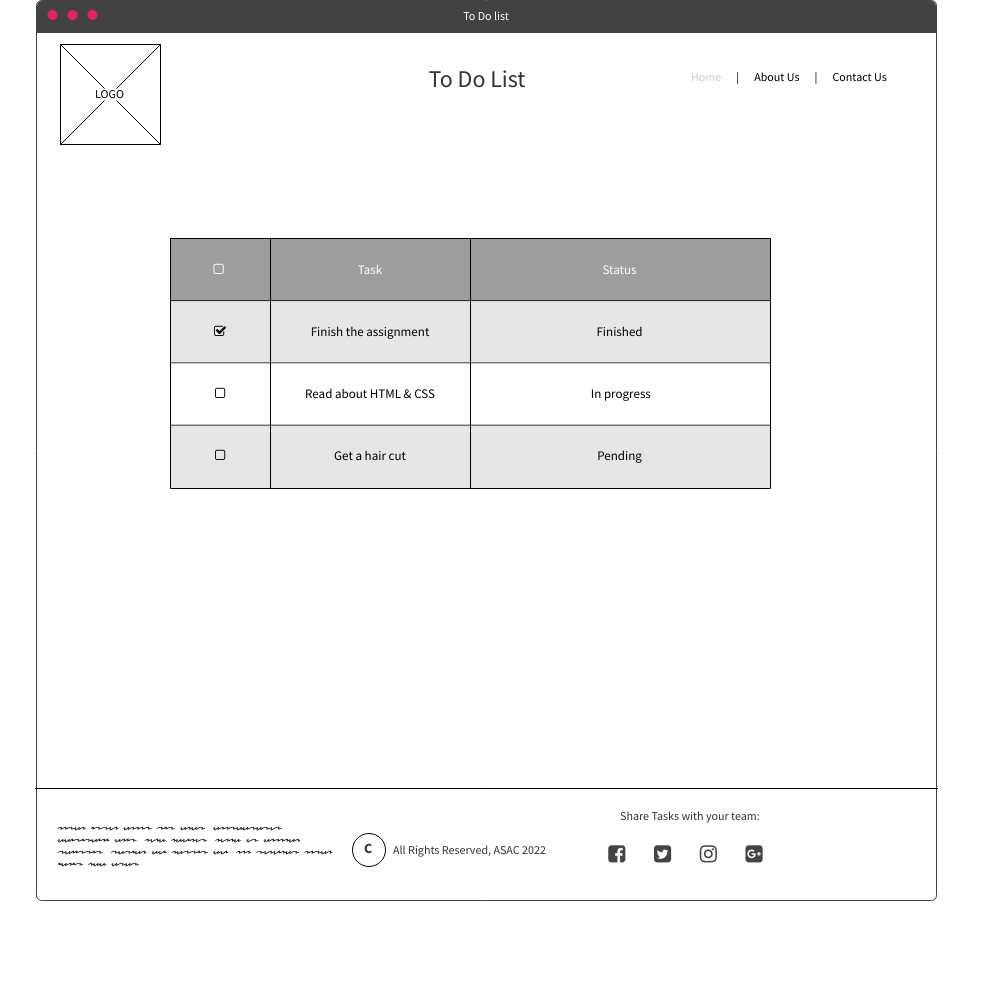 To Do list
LOGO
To Do List
Home | About Us | Contact Us
Task Status
Finish the assignment Finished
Read about HTML & CSS In progress
Get a hair cut Pending
Share Tasks with your team:
C All Rights Reserved, ASAC 2022